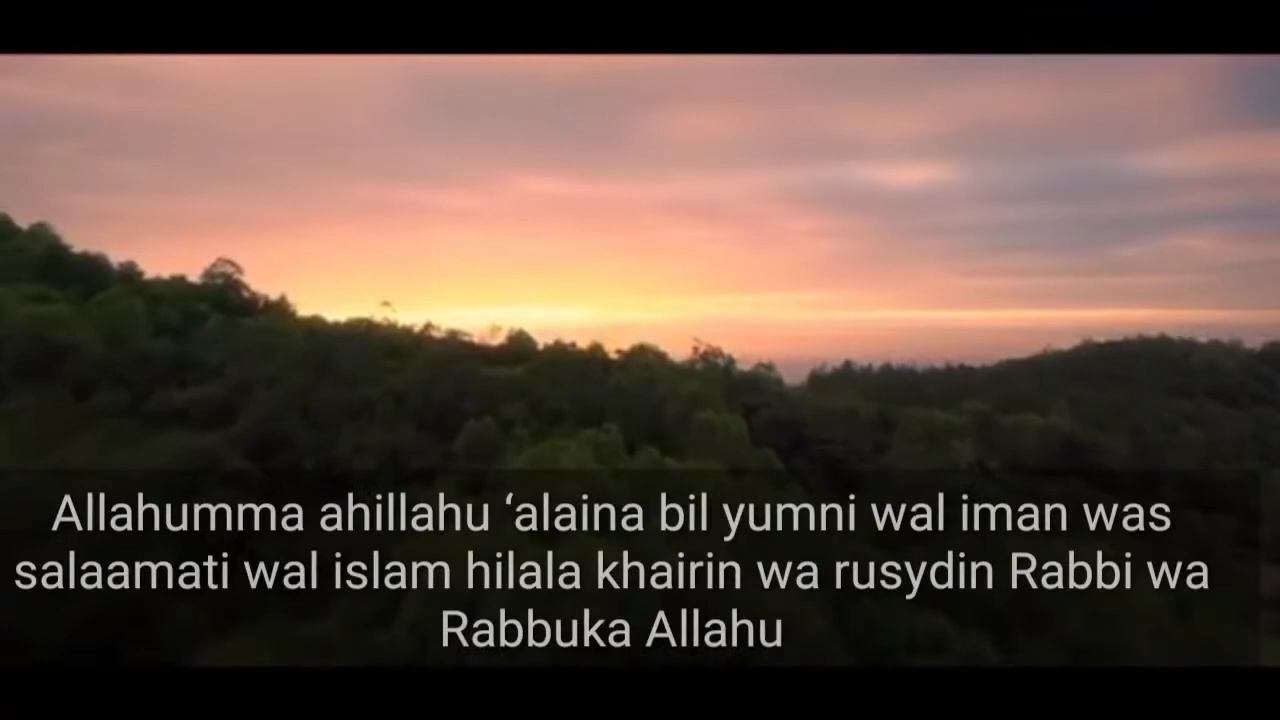 Allahumma ahillahu ‘alaina bil yumni wal iman was
salaamati wal islam hilala khairin wa rusydin Rabbi wa
Rabbuka Allahu